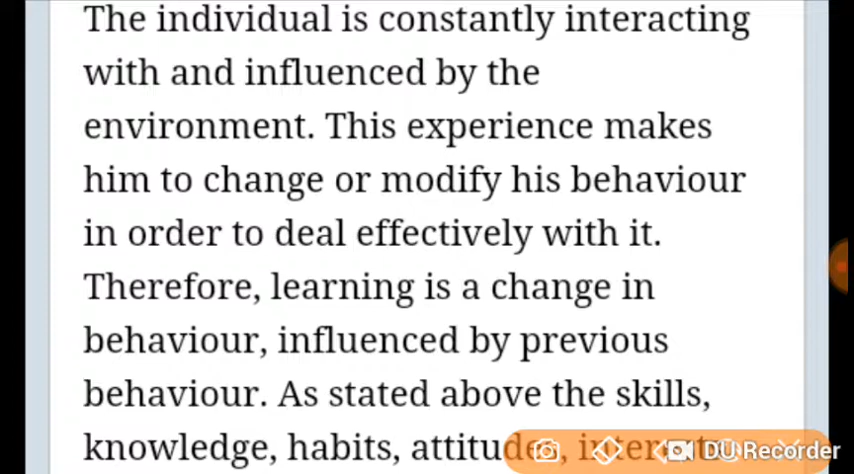 The individual is constantly interacting
with and influenced by the
environment. This experience makes
him to change or modify his behaviour
in order to deal effectively with it.
Therefore, learning is a change in
behaviour, influenced by previous
behaviour. As stated above the skills,
knowledge, habits, attitudes,
DU Recorder